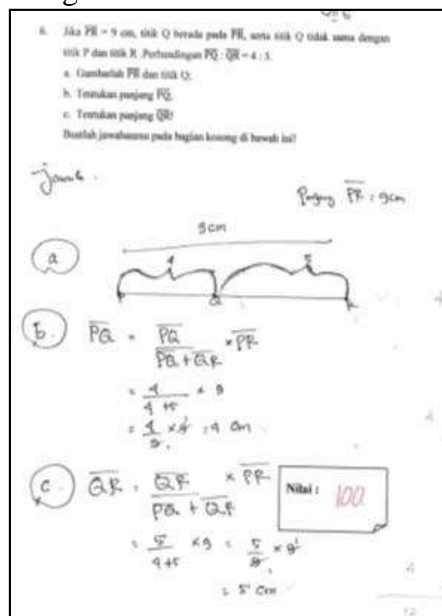 6. Jika PR = 9 cm, titik Q berada pada PR, serta titik Q tidak sama dengan
titik P dan titik R. Perbandingan PQ : QR = 4 : 5.
a. Gambarlah PR dan titik Q!
b. Tentukan panjang PQ!
c. Tentukan panjang QR!
Buatlah jawabanmu pada bagian kosong di bawah ini!
Jawab .
Panjang PR : 9cm
9cm
a
4 5
Q
b. PQ = PQ / PQ + QR × PR
= 4 / 4 + 5 × 9
= 4 / 9 × 9 = 4 cm
c. QR = QR / PQ + QR × PR
Nilai : 100
= 5 / 4+5 × 9 = 5 / 9 × 9
= 5 cm